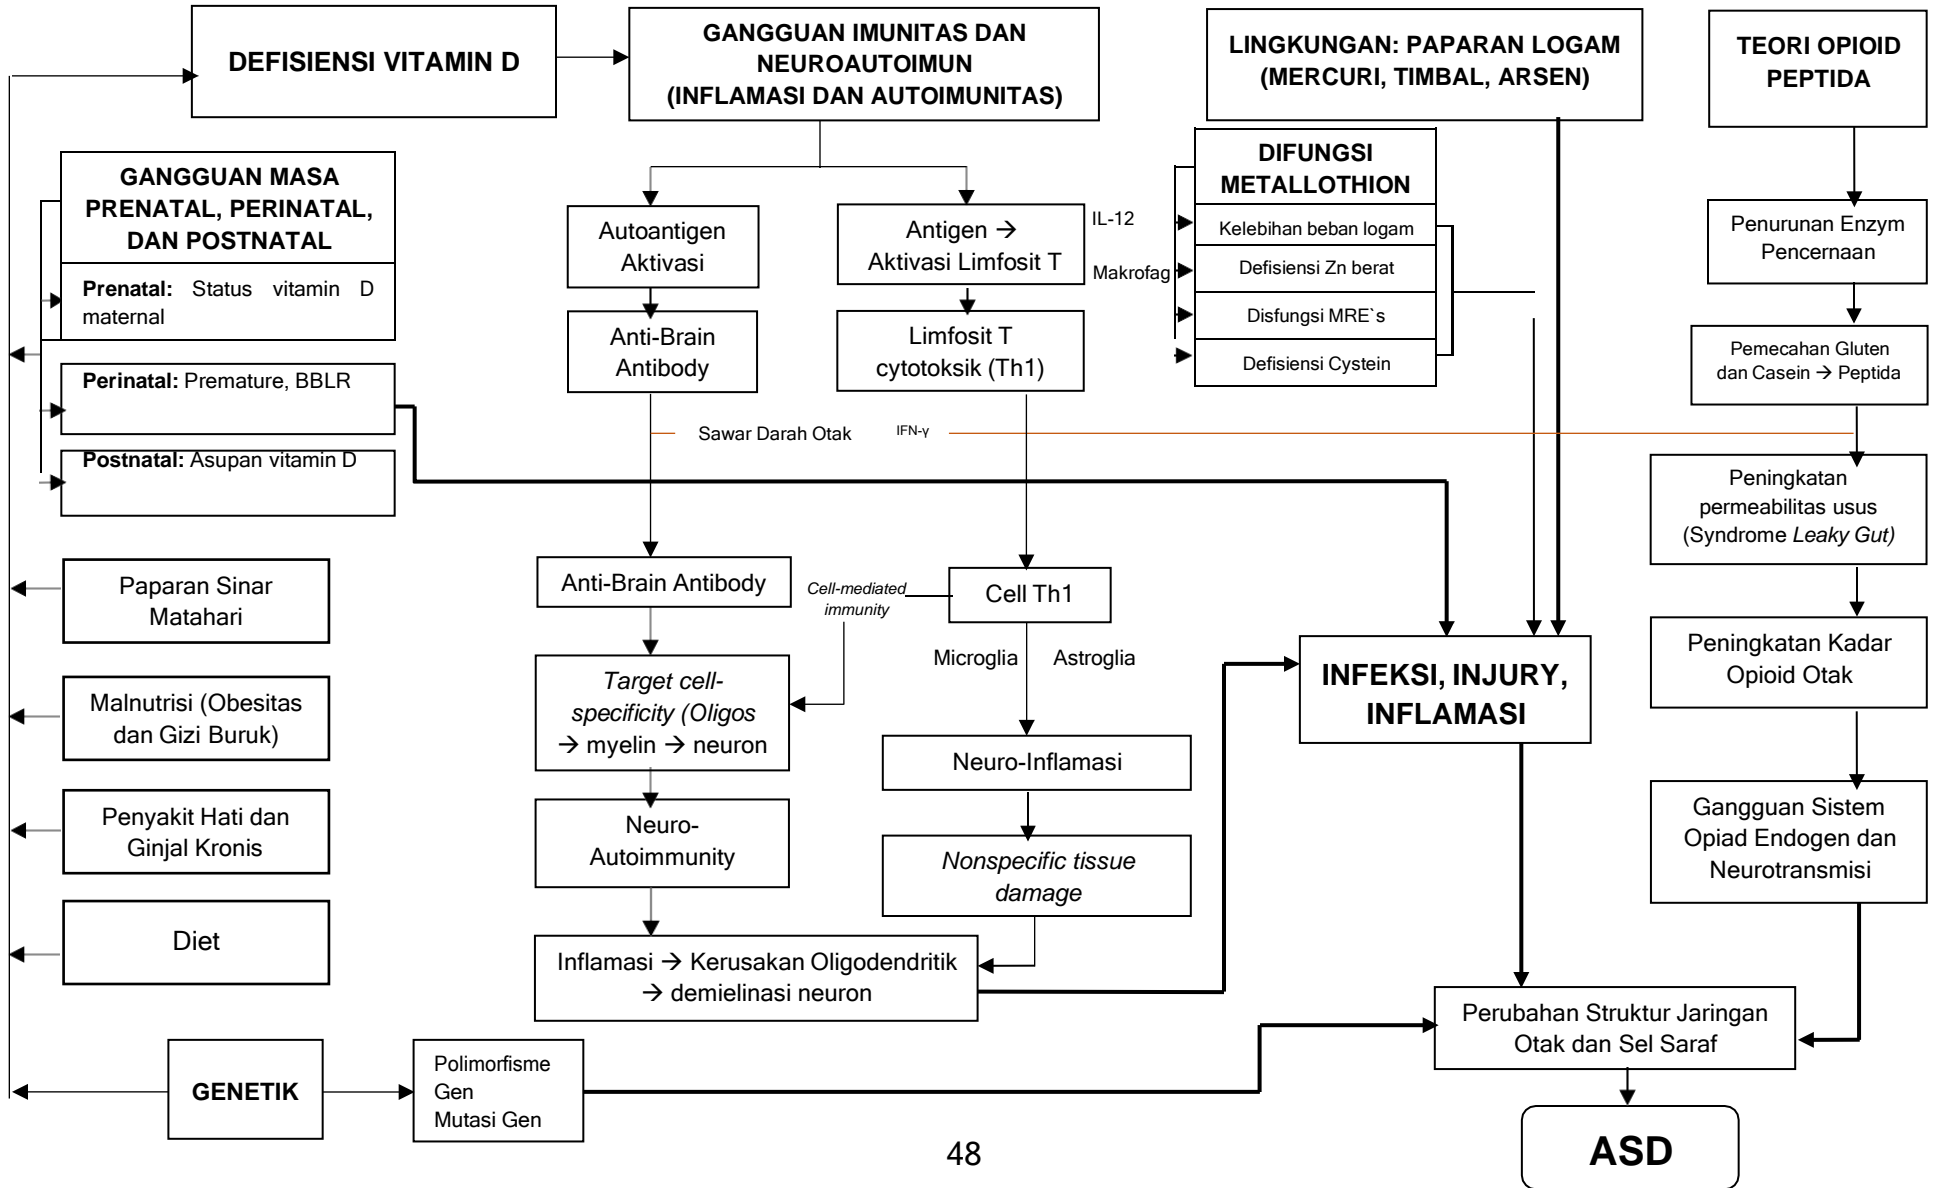 DEFISIENSI VITAMIN D
GANGGUAN IMUNITAS DAN
NEUROAUTOIMUN
(INFLAMASI DAN AUTOIMUNITAS)
LINGKUNGAN: PAPARAN LOGAM
(MERCURI, TIMBAL, ARSEN)
TEORI OPIOID
PEPTIDA
GANGGUAN MASA
PRENATAL, PERINATAL,
DAN POSTNATAL
Prenatal: Status vitamin D
maternal
Perinatal: Premature, BBLR
Postnatal: Asupan vitamin D
Paparan Sinar
Matahari
Malnutrisi (Obesitas
dan Gizi Buruk)
Penyakit Hati dan
Ginjal Kronis
Diet
GENETIK
Polimorfisme
Gen
Mutasi Gen
Autoantigen
Aktivasi
Anti-Brain
Antibody
Antigen →
Aktivasi Limfosit T
IL-12
Makrofag
Limfosit T
cytotoksik (Th1)
Sawar Darah Otak
IFN-γ
Anti-Brain Antibody
Cell-mediated
immunity
Cell Th1
Microglia
Astroglia
Target cell-
specificity (Oligos
→ myelin → neuron
Neuro-Inflamasi
Neuro-
Autoimmunity
Nonspecific tissue
damage
Inflamasi → Kerusakan Oligodendritik
→ demielinasi neuron
DIFUNGSI
METALLOTHION
Kelebihan beban logam
Defisiensi Zn berat
Disfungsi MRE`s
Defisiensi Cystein
INFEKSI, INJURY,
INFLAMASI
Penurunan Enzym
Pencernaan
Pemecahan Gluten
dan Casein → Peptida
Peningkatan
permeabilitas usus
(Syndrome Leaky Gut)
Peningkatan Kadar
Opioid Otak
Gangguan Sistem
Opiad Endogen dan
Neurotransmisi
Perubahan Struktur Jaringan
Otak dan Sel Saraf
ASD
48